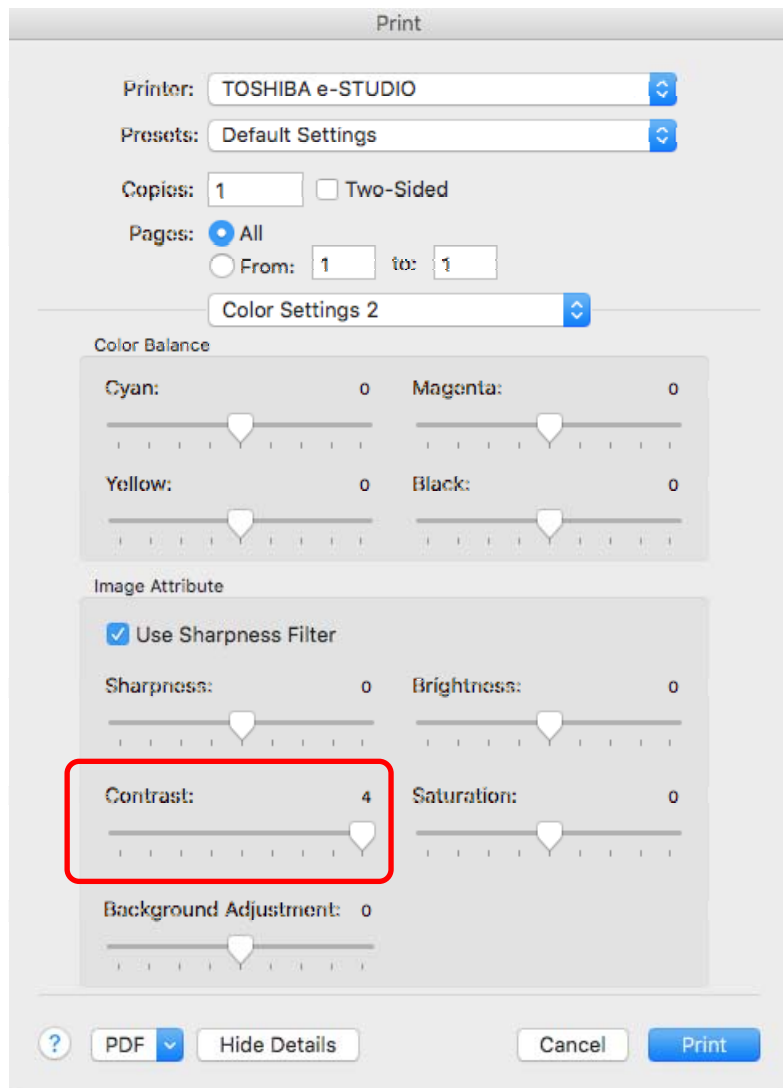 Print
Printer: TOSHIBA e-STUDIO
Presets: Default Settings
Copies: 1 Two-Sided
Pages: All
From: 1 to: 1
Color Settings 2
Color Balance
Cyan: 0 Magenta: 0
Yellow: 0 Black: 0
Image Attribute
Use Sharpness Filter
Sharpness: 0 Brightness: 0
Contrast: 4 Saturation: 0
Background Adjustment: 0
? PDF Hide Details Cancel Print